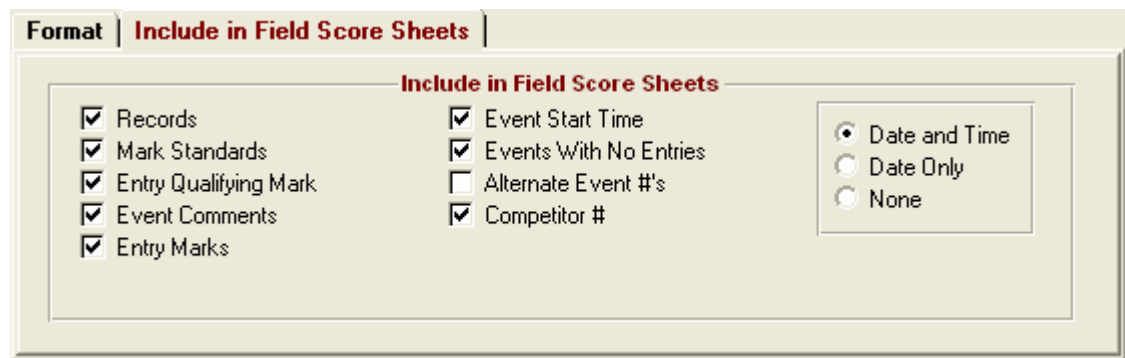 Format
Include in Field Score Sheets
Include in Field Score Sheets
Records
Mark Standards
Entry Qualifying Mark
Event Comments
Entry Marks
Event Start Time
Events With No Entries
Alternate Event #'s
Competitor #
Date and Time
Date Only
None